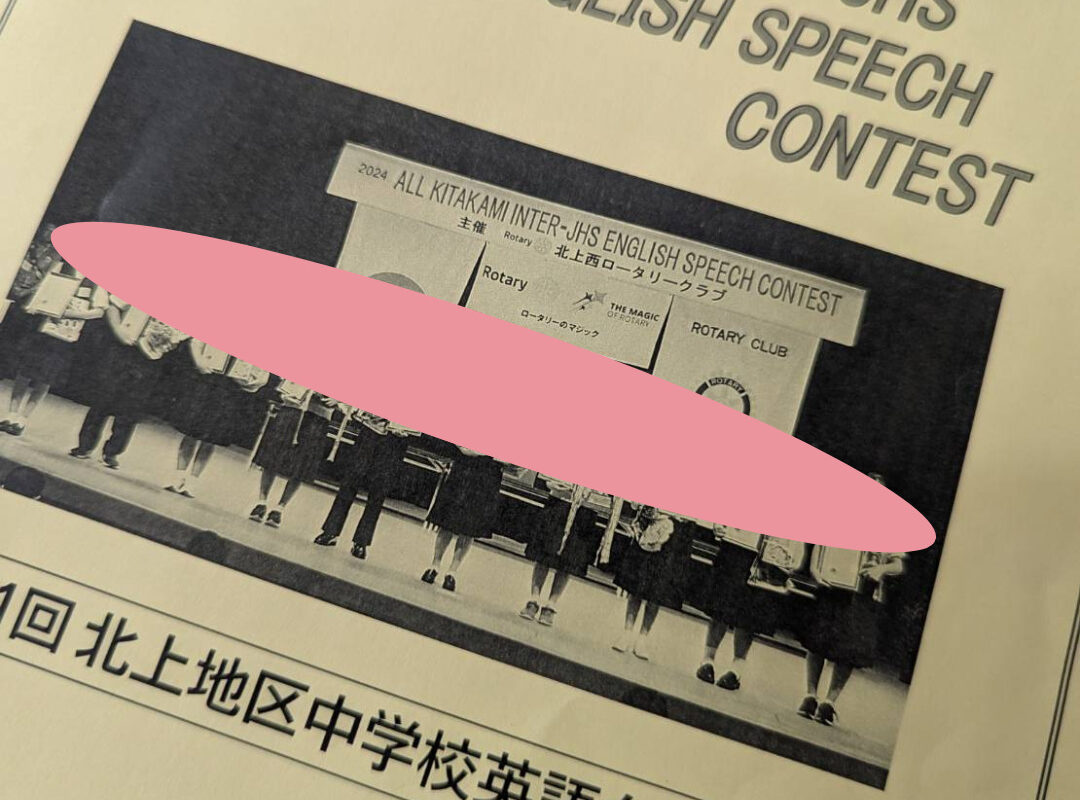 SPEECH
CONTEST
2024 ALL KITAKAMI INTER-JHS ENGLISH SPEECH CONTEST
主催 Rotary 北上西ロータリークラブ
Rotary
THE MAGIC
OF ROTARY
ロータリーのマジック
ROTARY CLUB
ROTARY
回 北上地区中学校英語